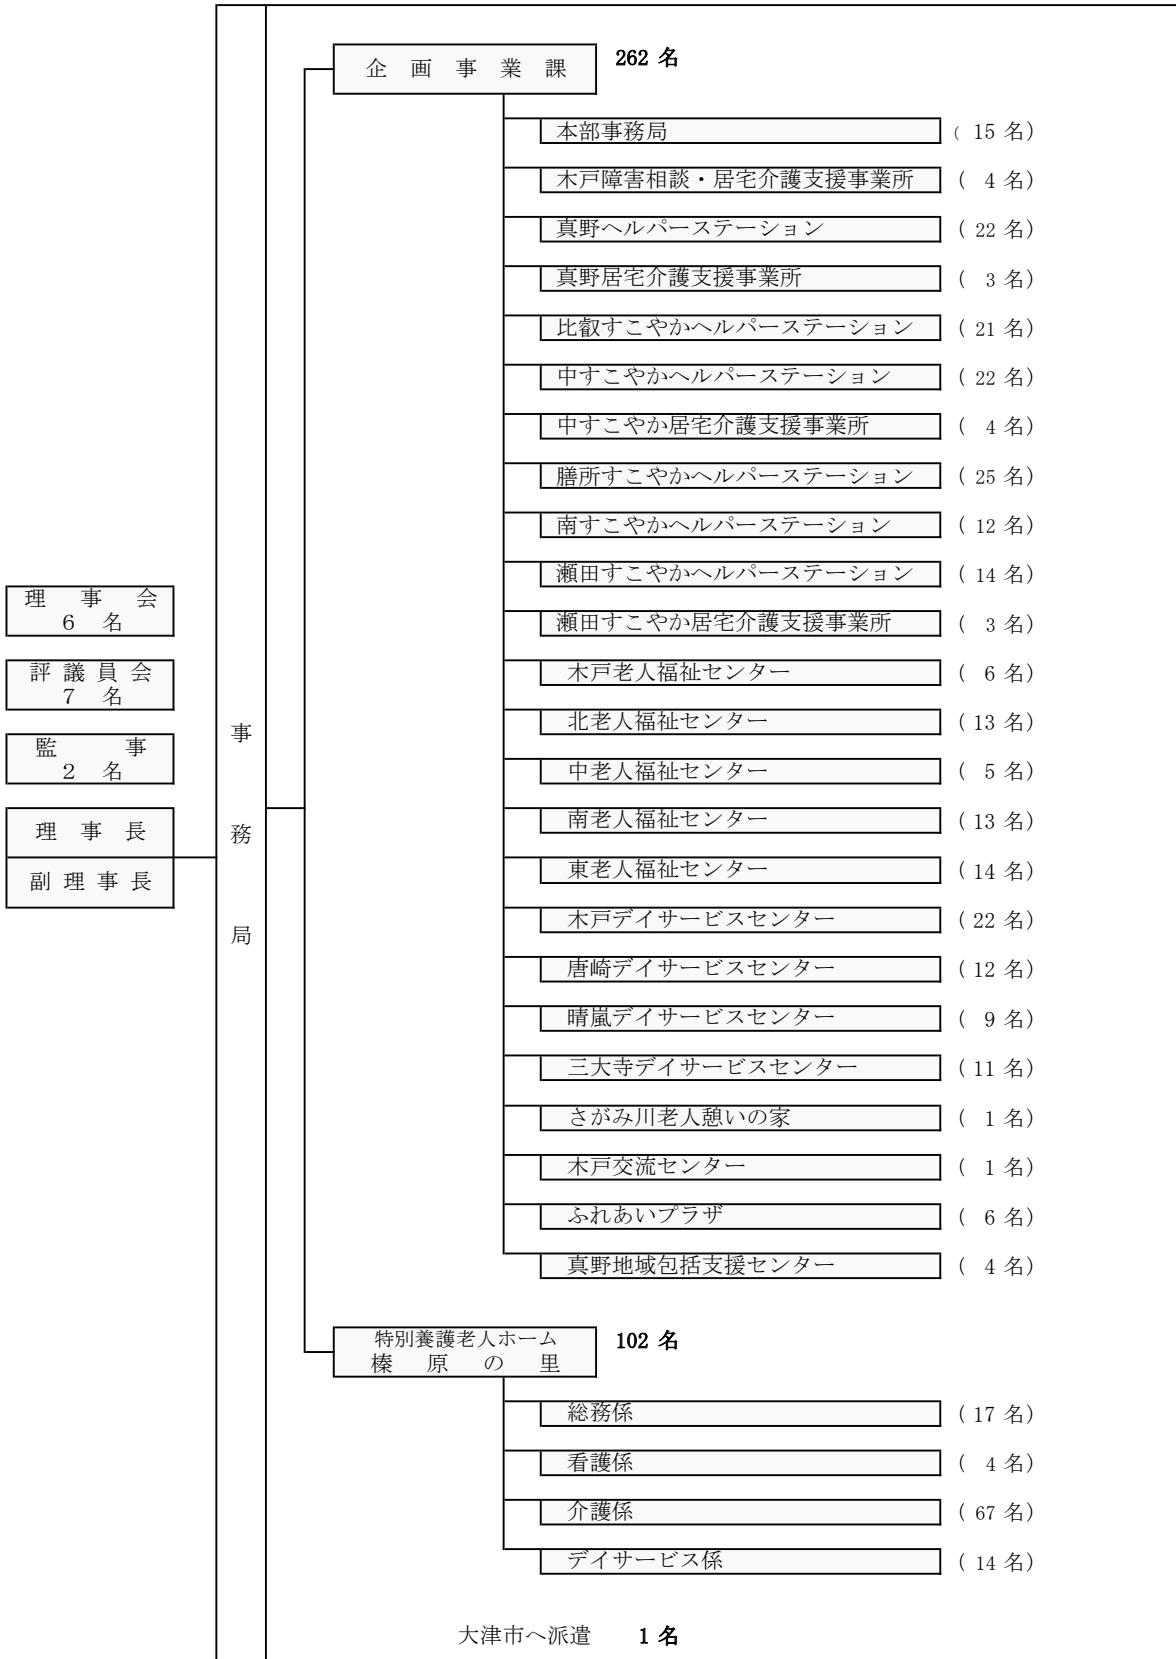 企画事業課 262 名
本部事務局 ( 15 名)
木戸障害相談・居宅介護支援事業所 ( 4 名)
真野ヘルパーステーション ( 22 名)
真野居宅介護支援事業所 ( 3 名)
比叡すこやかヘルパーステーション ( 21 名)
中すこやかヘルパーステーション ( 22 名)
中すこやか居宅介護支援事業所 ( 4 名)
膳所すこやかヘルパーステーション ( 25 名)
南すこやかヘルパーステーション ( 12 名)
瀬田すこやかヘルパーステーション ( 14 名)
瀬田すこやか居宅介護支援事業所 ( 3 名)
木戸老人福祉センター ( 6 名)
北老人福祉センター ( 13 名)
中老人福祉センター ( 5 名)
南老人福祉センター ( 13 名)
東老人福祉センター ( 14 名)
木戸デイサービスセンター ( 22 名)
唐崎デイサービスセンター ( 12 名)
晴嵐デイサービスセンター ( 9 名)
三大寺デイサービスセンター ( 11 名)
さがみ川老人憩いの家 ( 1 名)
木戸交流センター ( 1 名)
ふれあいプラザ ( 6 名)
真野地域包括支援センター ( 4 名)
理事会
6 名
評議員会
7 名
監事
2 名
理事長
副理事長
事務局
特別養護老人ホーム
榛原の里 102 名
総務係 ( 17 名)
看護係 ( 4 名)
介護係 ( 67 名)
デイサービス係 ( 14 名)
大津市へ派遣 1 名